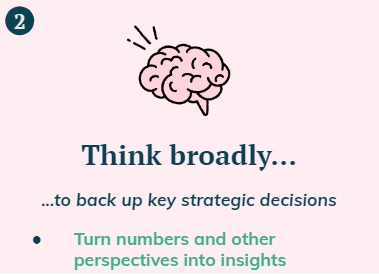 2
Think broadly...
...to back up key strategic decisions
• Turn numbers and other
perspectives into insights